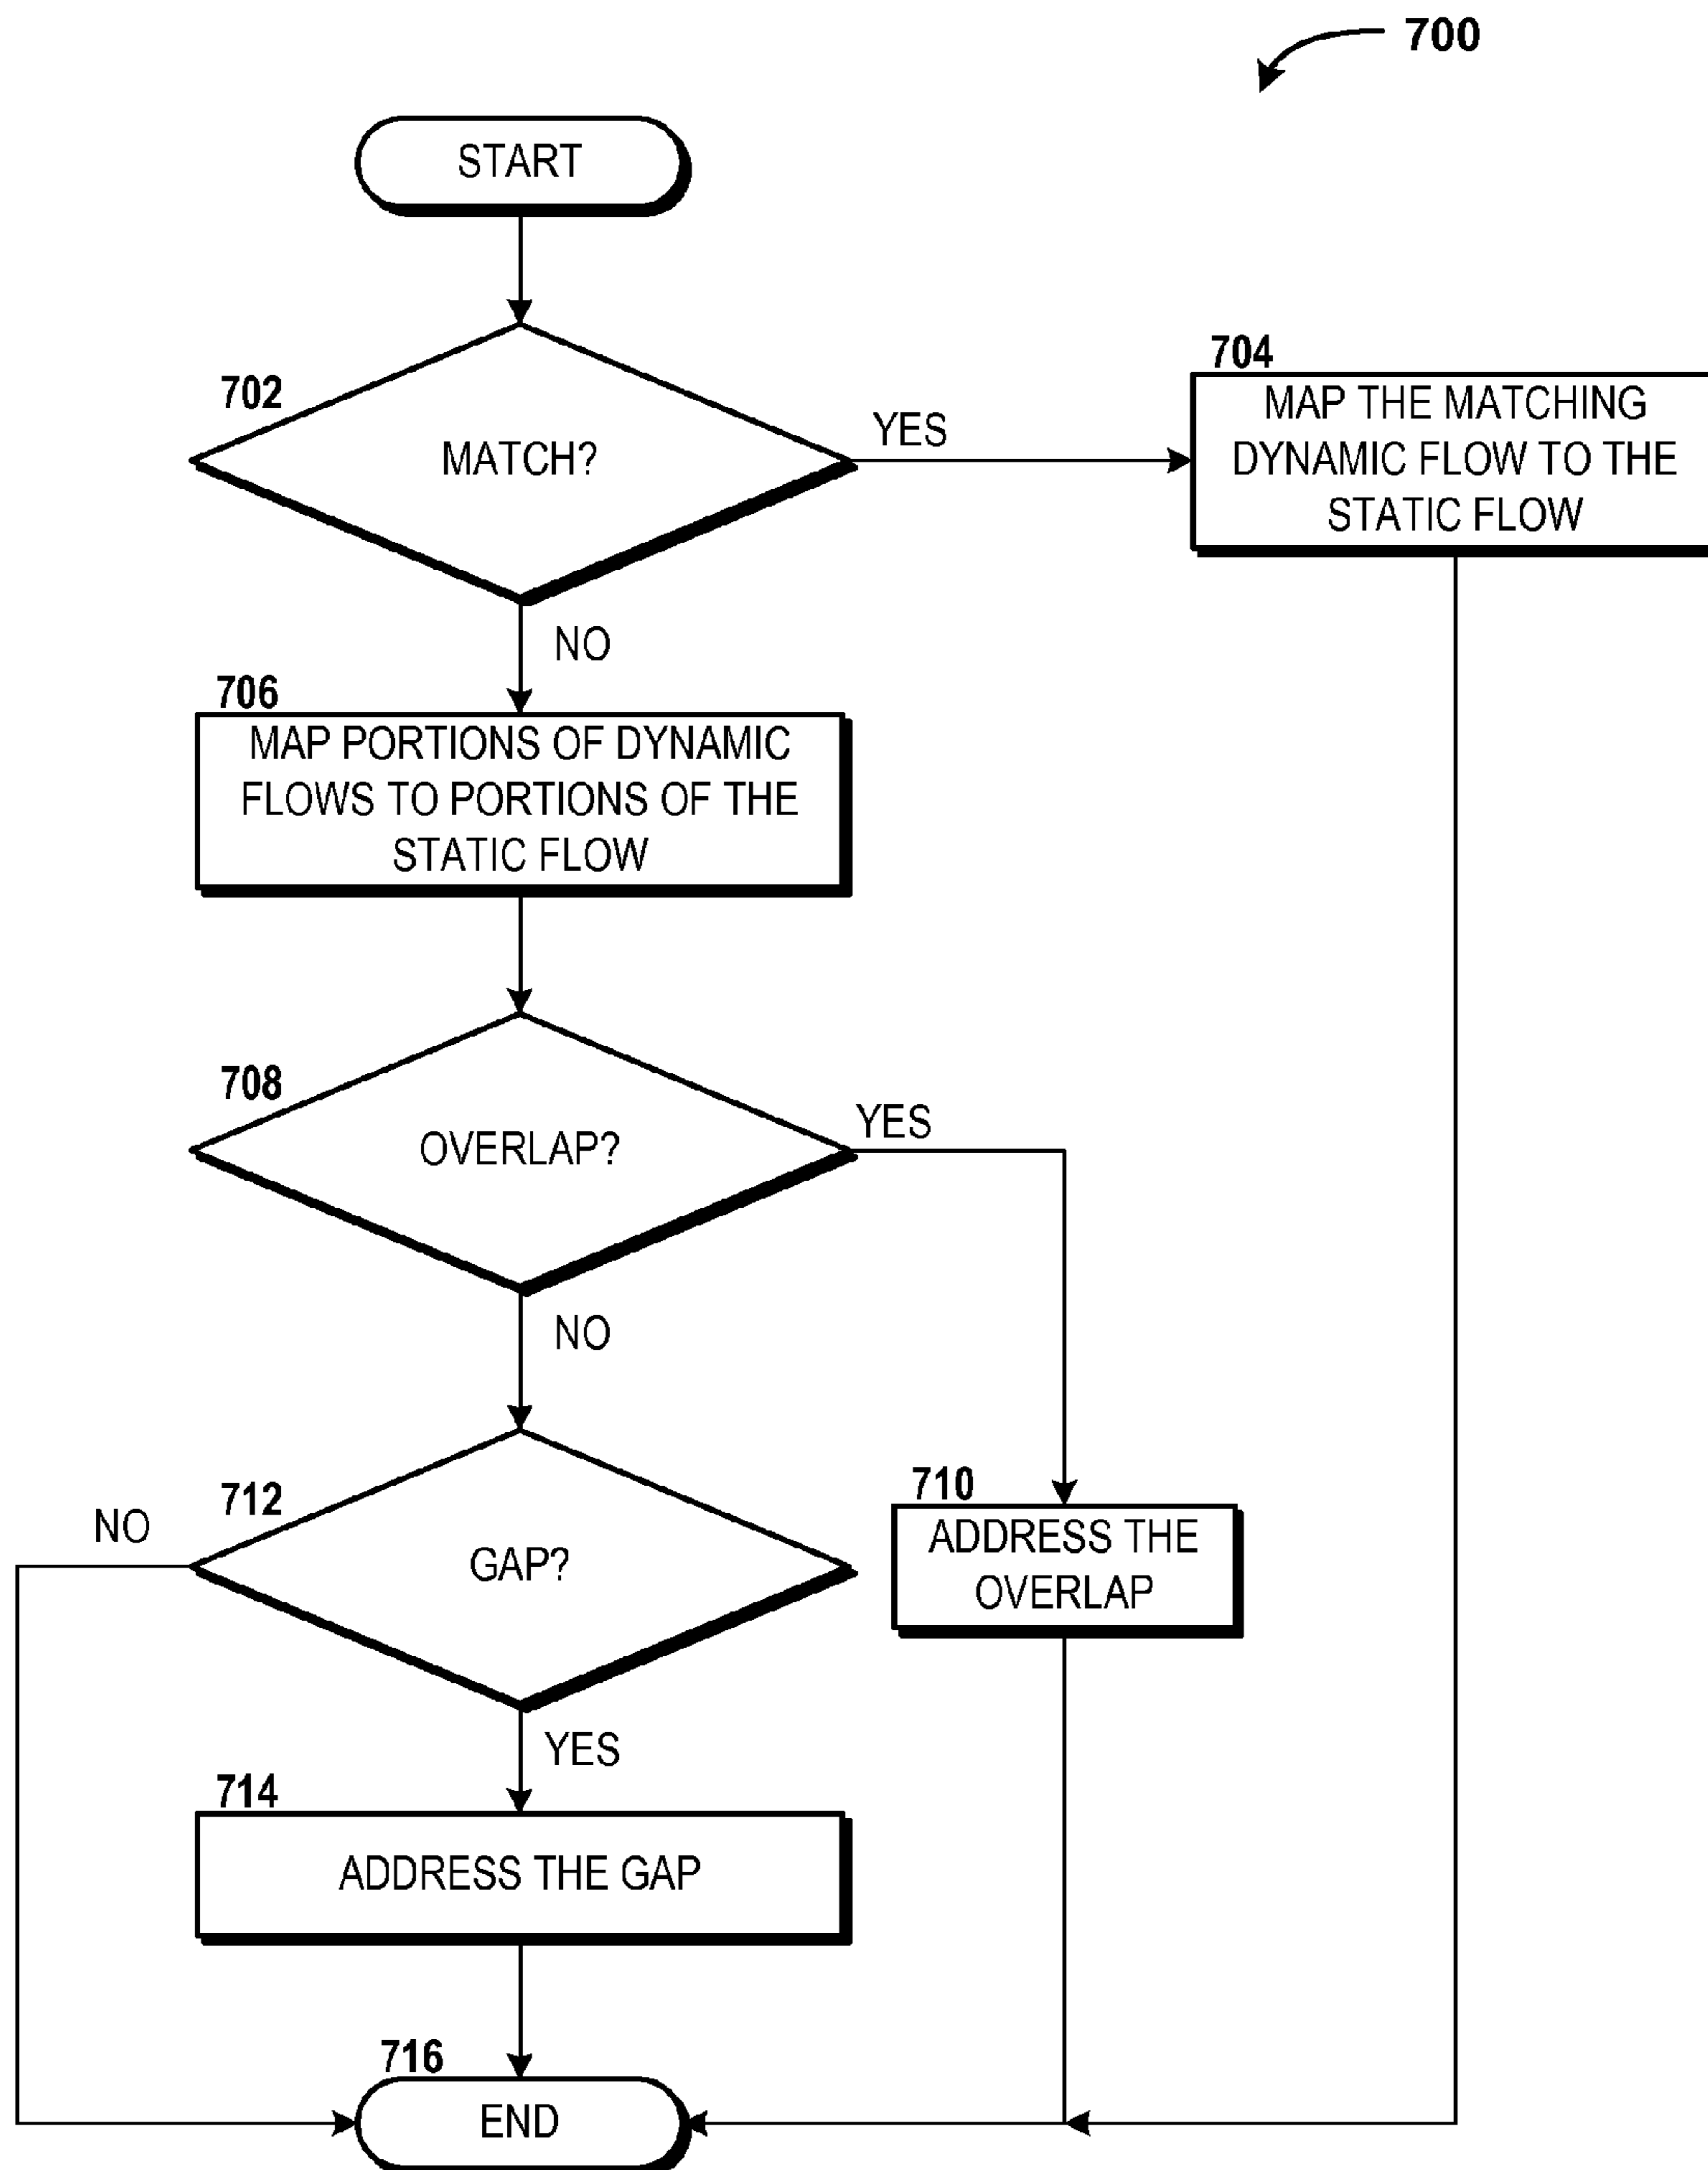 700
START
702
MATCH?
YES
704
MAP THE MATCHING
DYNAMIC FLOW TO THE
STATIC FLOW
NO
706
MAP PORTIONS OF DYNAMIC
FLOWS TO PORTIONS OF THE
STATIC FLOW
708
OVERLAP?
YES
NO
712
NO
GAP?
710
ADDRESS THE
OVERLAP
YES
714
ADDRESS THE GAP
716
END